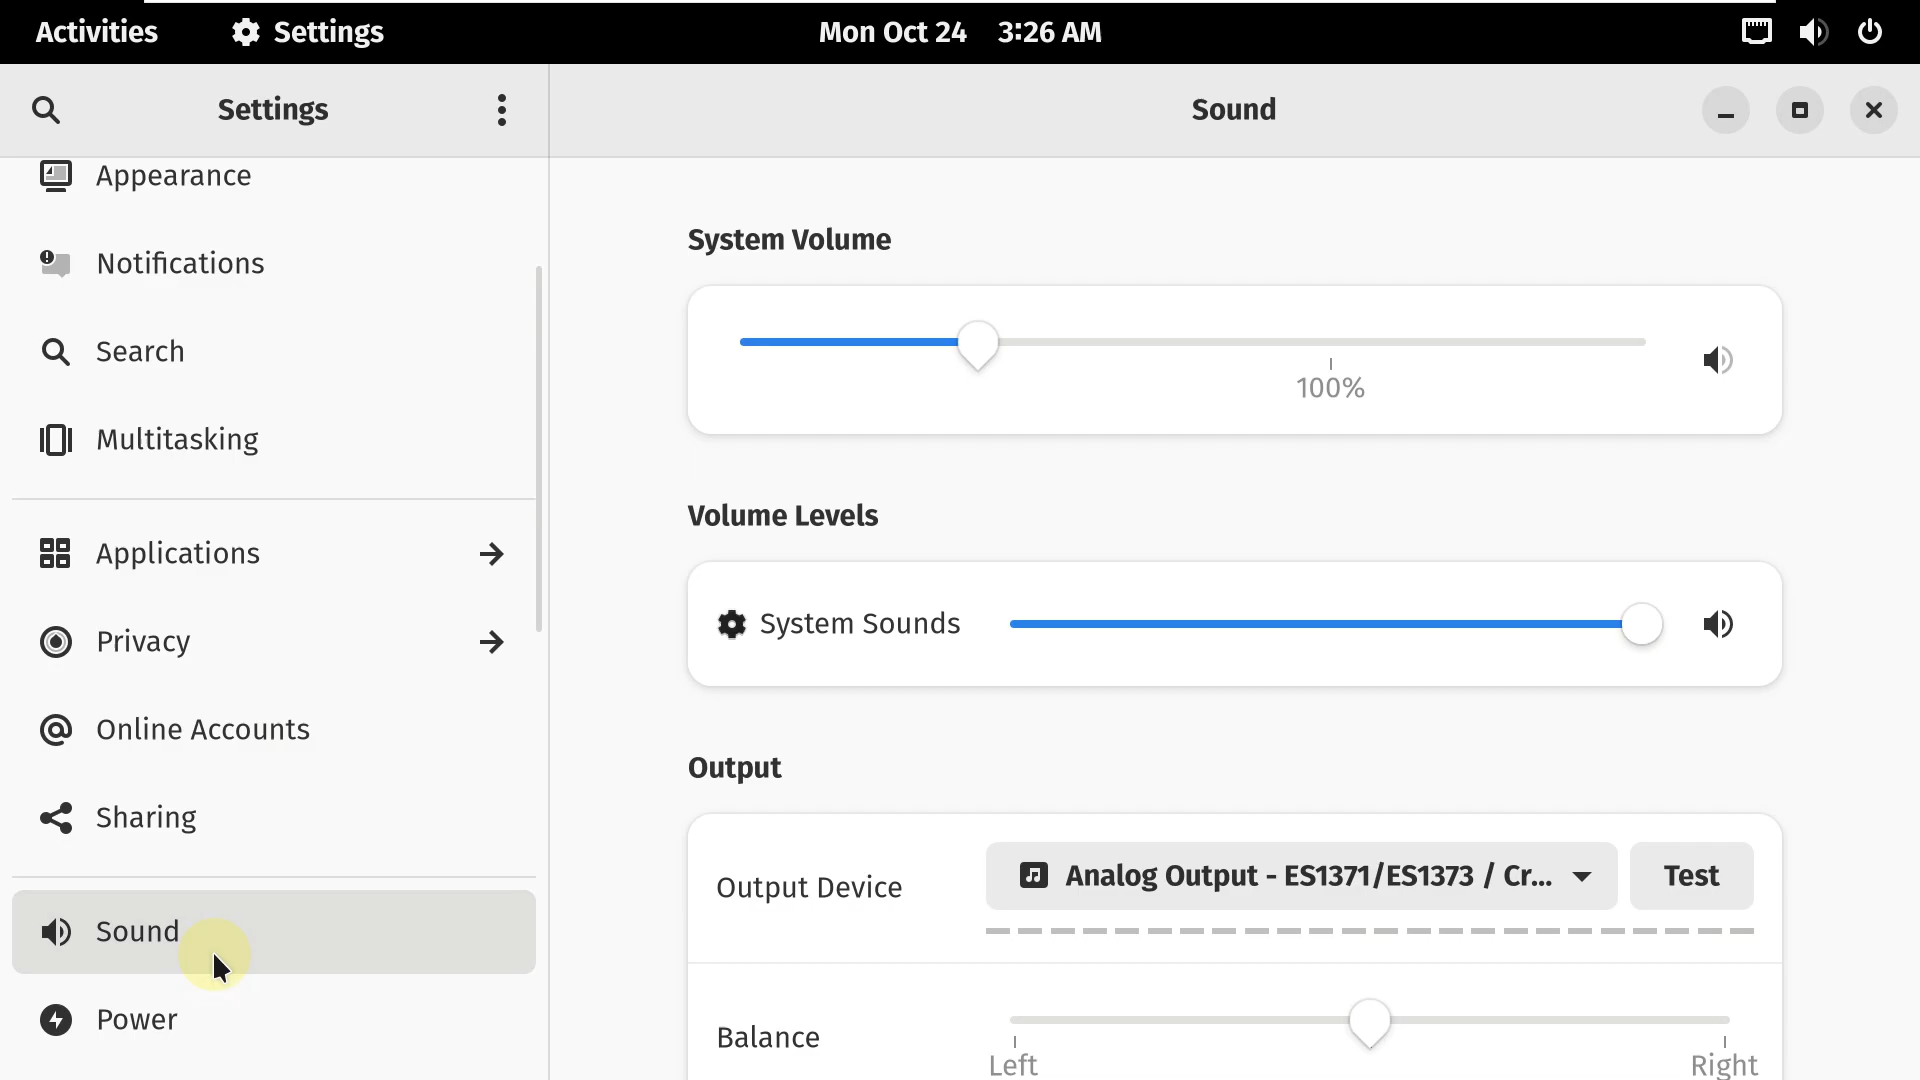 Activities
Settings
Mon Oct 24 3:26 AM
Settings
Sound
Appearance
Notifications
Search
Multitasking
Applications
Privacy
Online Accounts
Sharing
Sound
Power
System Volume
100%
Volume Levels
System Sounds
Output
Output Device
Analog Output - ES1371/ES1373 / Cr...
Test
Balance
Left
Right